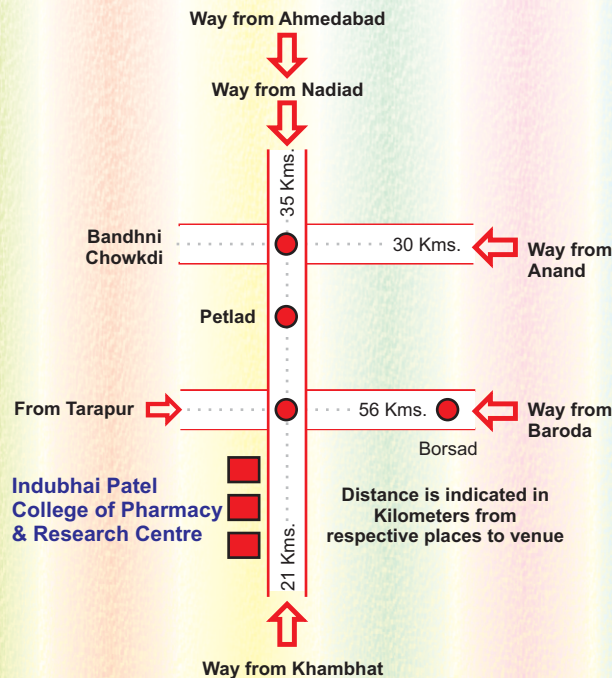 Way from Ahmedabad
Way from Nadiad
35 Kms.
Bandhni
Chowkdi
30 Kms.
Way from
Anand
Petlad
From Tarapur
56 Kms.
Way from
Baroda
Borsad
Indubhai Patel
College of Pharmacy
& Research Centre
Distance is indicated in
Kilometers from
respective places to venue
21 Kms.
Way from Khambhat